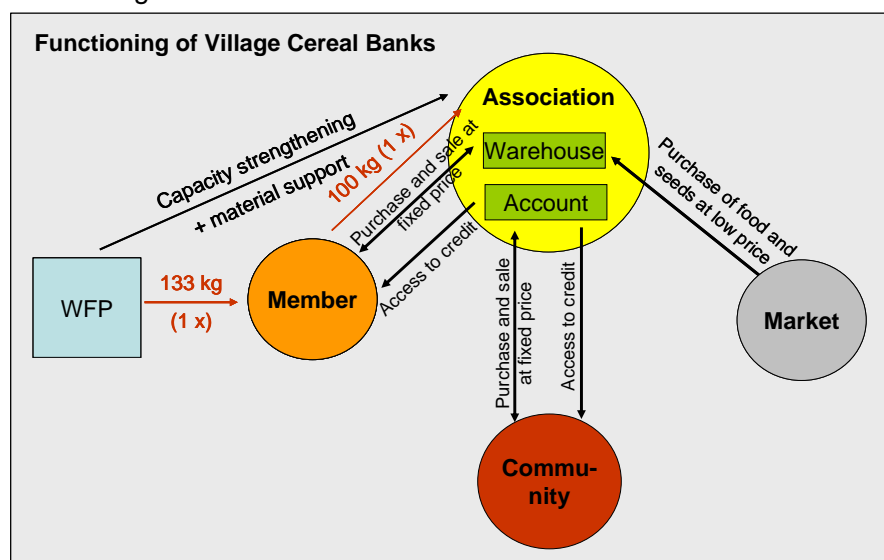 Functioning of Village Cereal Banks
Association
Warehouse
Account
Capacity strengthening
+ material support
100 kg (1 x)
Purchase and sale at
fixed price
Access to credit
Purchase of food and
seeds at low price
WFP
133 kg
(1 x)
Member
Market
Purchase and sale
at fixed price
Access to credit
Commu-
nity